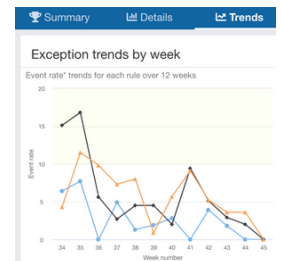 Summary Details Trends
Exception trends by week
Event rate* trends for each rule over 12 weeks
20
15
10
5
0
Event rate
34 35 36 37 38 39 40 41 42 43 44 45
Week number